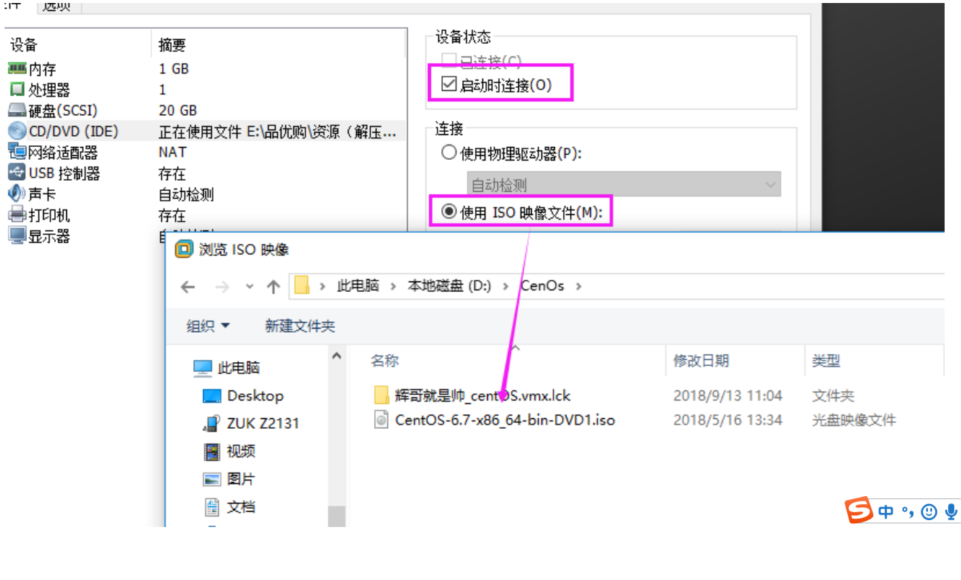 选项
设备 摘要
内存 1 GB
处理器 1
硬盘(SCSI) 20 GB
CD/DVD (IDE) 正在使用文件 E:\品优购\资源（解压...
网络适配器 NAT
USB 控制器 存在
声卡 自动检测
打印机 存在
显示器
设备状态
已连接(C)
启动时连接(O)
连接
使用物理驱动器(P):
自动检测
使用 ISO 映像文件(M):
浏览 ISO 映像
此电脑 › 本地磁盘 (D:) › CenOs ›
组织 新建文件夹
此电脑
Desktop
ZUK Z2131
视频
图片
文档
名称 修改日期 类型
辉哥就是帅_centOS.vmx.lck 2018/9/13 11:04 文件夹
CentOS-6.7-x86_64-bin-DVD1.iso 2018/5/16 13:34 光盘映像文件
S 中